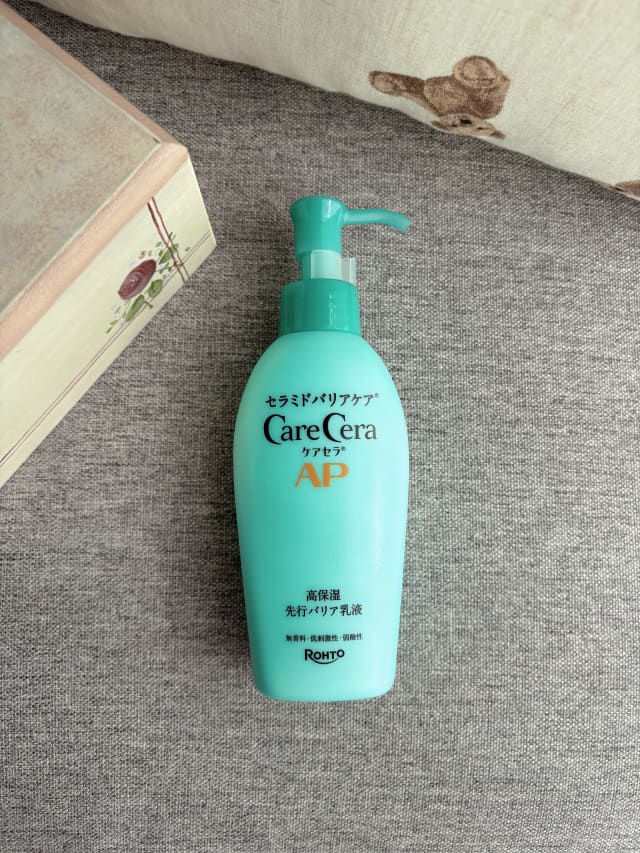 セラミドバリアケア®
CareCera
ケアセラ®
AP
高保湿
先行バリア乳液
無香料・低刺激性・弱酸性
ROHTO